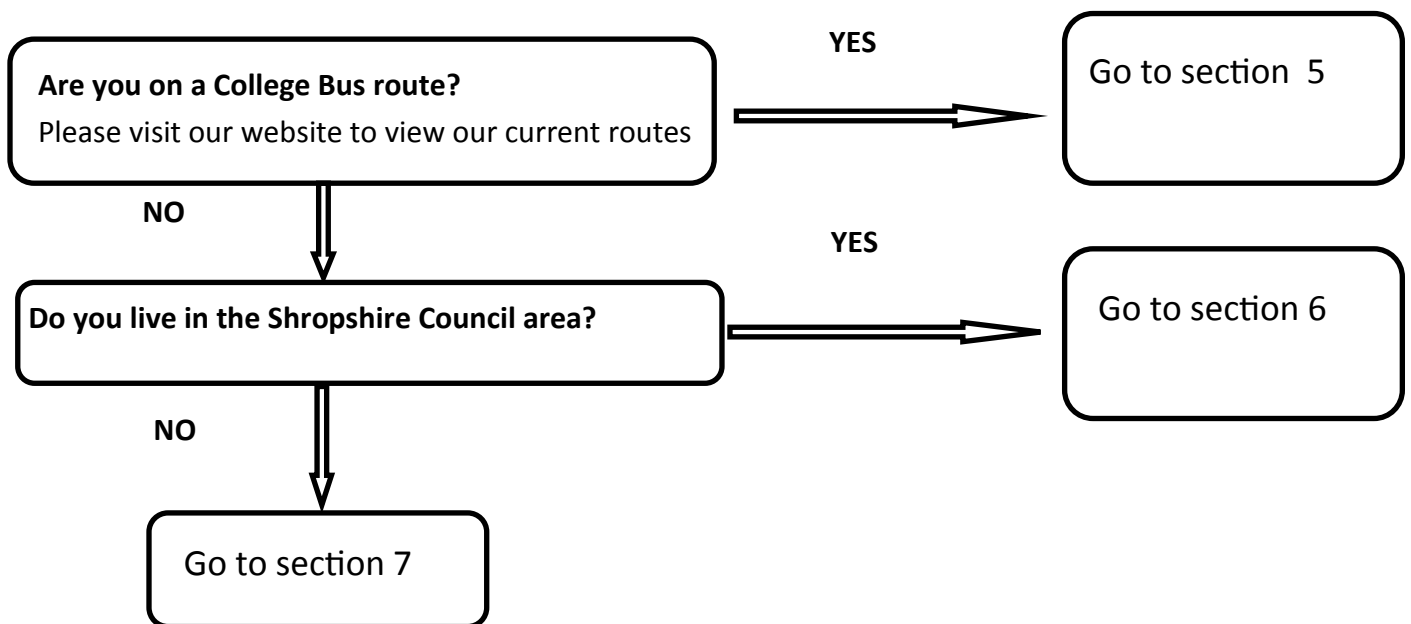 YES
Are you on a College Bus route?
Please visit our website to view our current routes
Go to section 5
NO
YES
Do you live in the Shropshire Council area?
Go to section 6
NO
Go to section 7